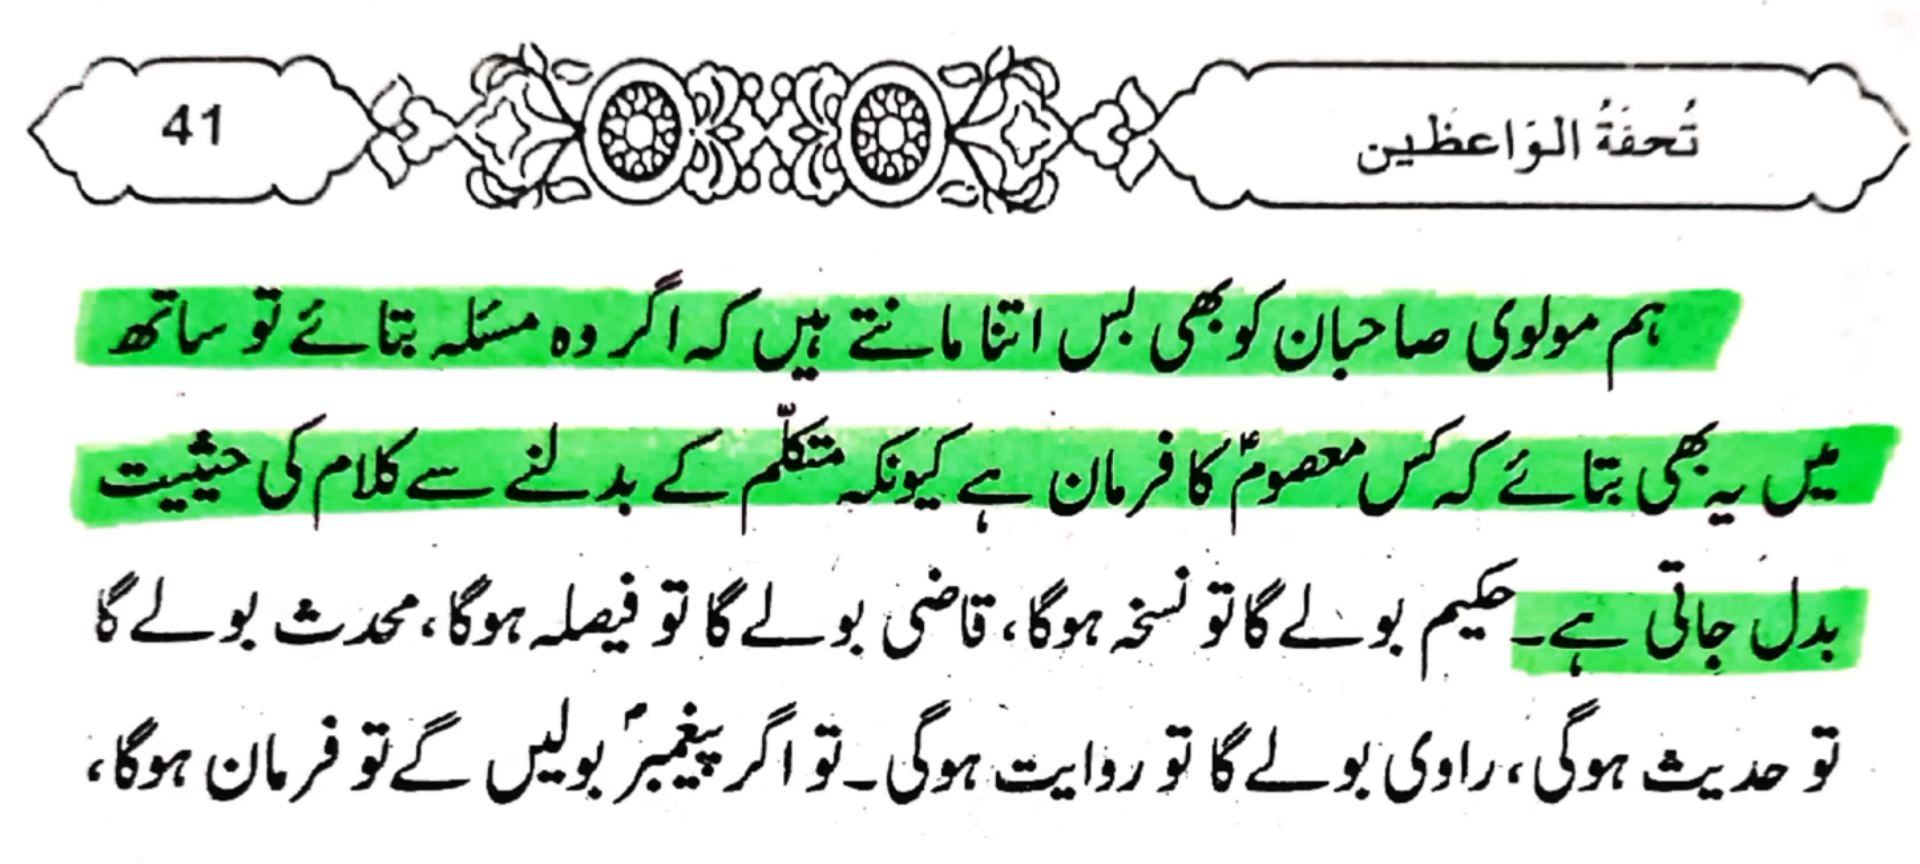 تُحفَةُ الوَاعظَین
41
ہم مولوی صاحبان کو بھی بس اتنا مانتے ہیں کہ اگر وہ مسئلہ بتائے تو ساتھ
میں یہ بھی بتائے کہ کس معصومؑ کا فرمان ہے کیونکہ متکلّم کے بدلنے سے کلام کی حیثیت
بدل جاتی ہے۔ حکیم بولے گا تو نسخہ ہوگا، قاضی بولے گا تو فیصلہ ہوگا، محدث بولے گا
تو حدیث ہوگی، راوی بولے گا تو روایت ہوگی۔ تو اگر پیغمبرؐ بولیں گے تو فرمان ہوگا،